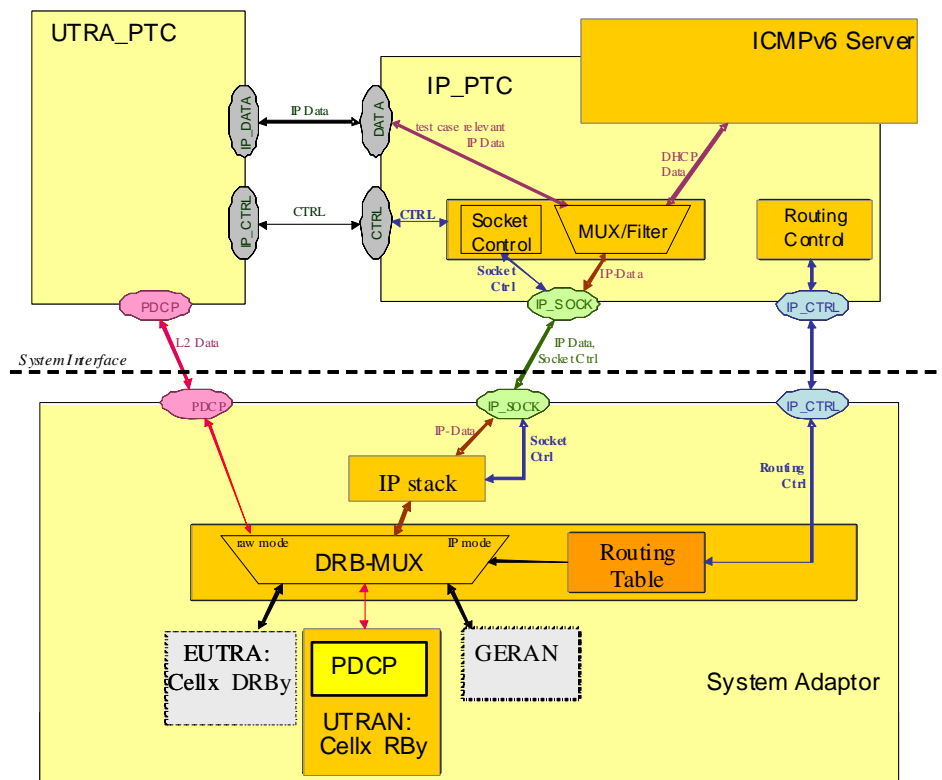 UTRA_PTC
ICMPv6 Server
IP_PTC
IP_DATA
IP Data
DATA
test case relevant
IP Data
DHCP
Data
IP_CTRL
CTRL
CTRL
CTRL
Socket
Control
MUX/Filter
Routing
Control
Socket
Ctrl
IP-Data
PDCP
IP_SOCK
IP_CTRL
L2 Data
IP Data,
Socket Ctrl
System Interface
PDCP
IP_SOCK
IP_CTRL
IP-Data
Socket
Ctrl
Routing
Ctrl
IP stack
raw mode
IP mode
DRB-MUX
Routing
Table
EUTRA:
Cellx DRBy
PDCP
UTRAN:
Cellx RBy
GERAN
System Adaptor